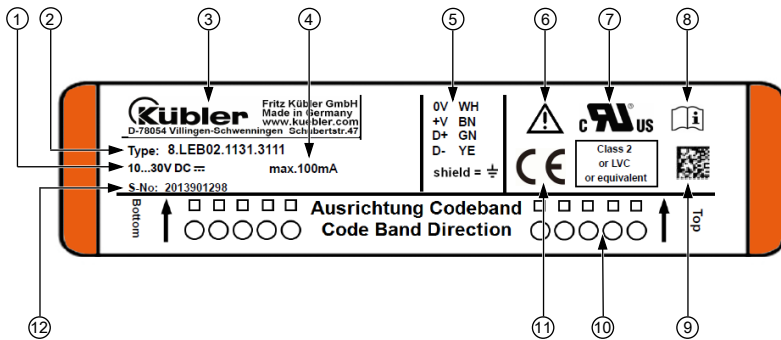 ① ② ③ ④ ⑤ ⑥ ⑦ ⑧
Kübler
Fritz Kübler GmbH
Made in Germany
www.kuebler.com
D-78054 Villingen-Schwenningen Schubertstr.47
Type: 8.LEB02.1131.3111
10...30V DC max.100mA
S-No: 2013901298
0V WH
+V BN
D+ GN
D- YE
shield =
c RU US
i
CE
Class 2
or LVC
or equivalent
Bottom
Ausrichtung Codeband
Code Band Direction
Top
⑫ ⑪ ⑩ ⑨